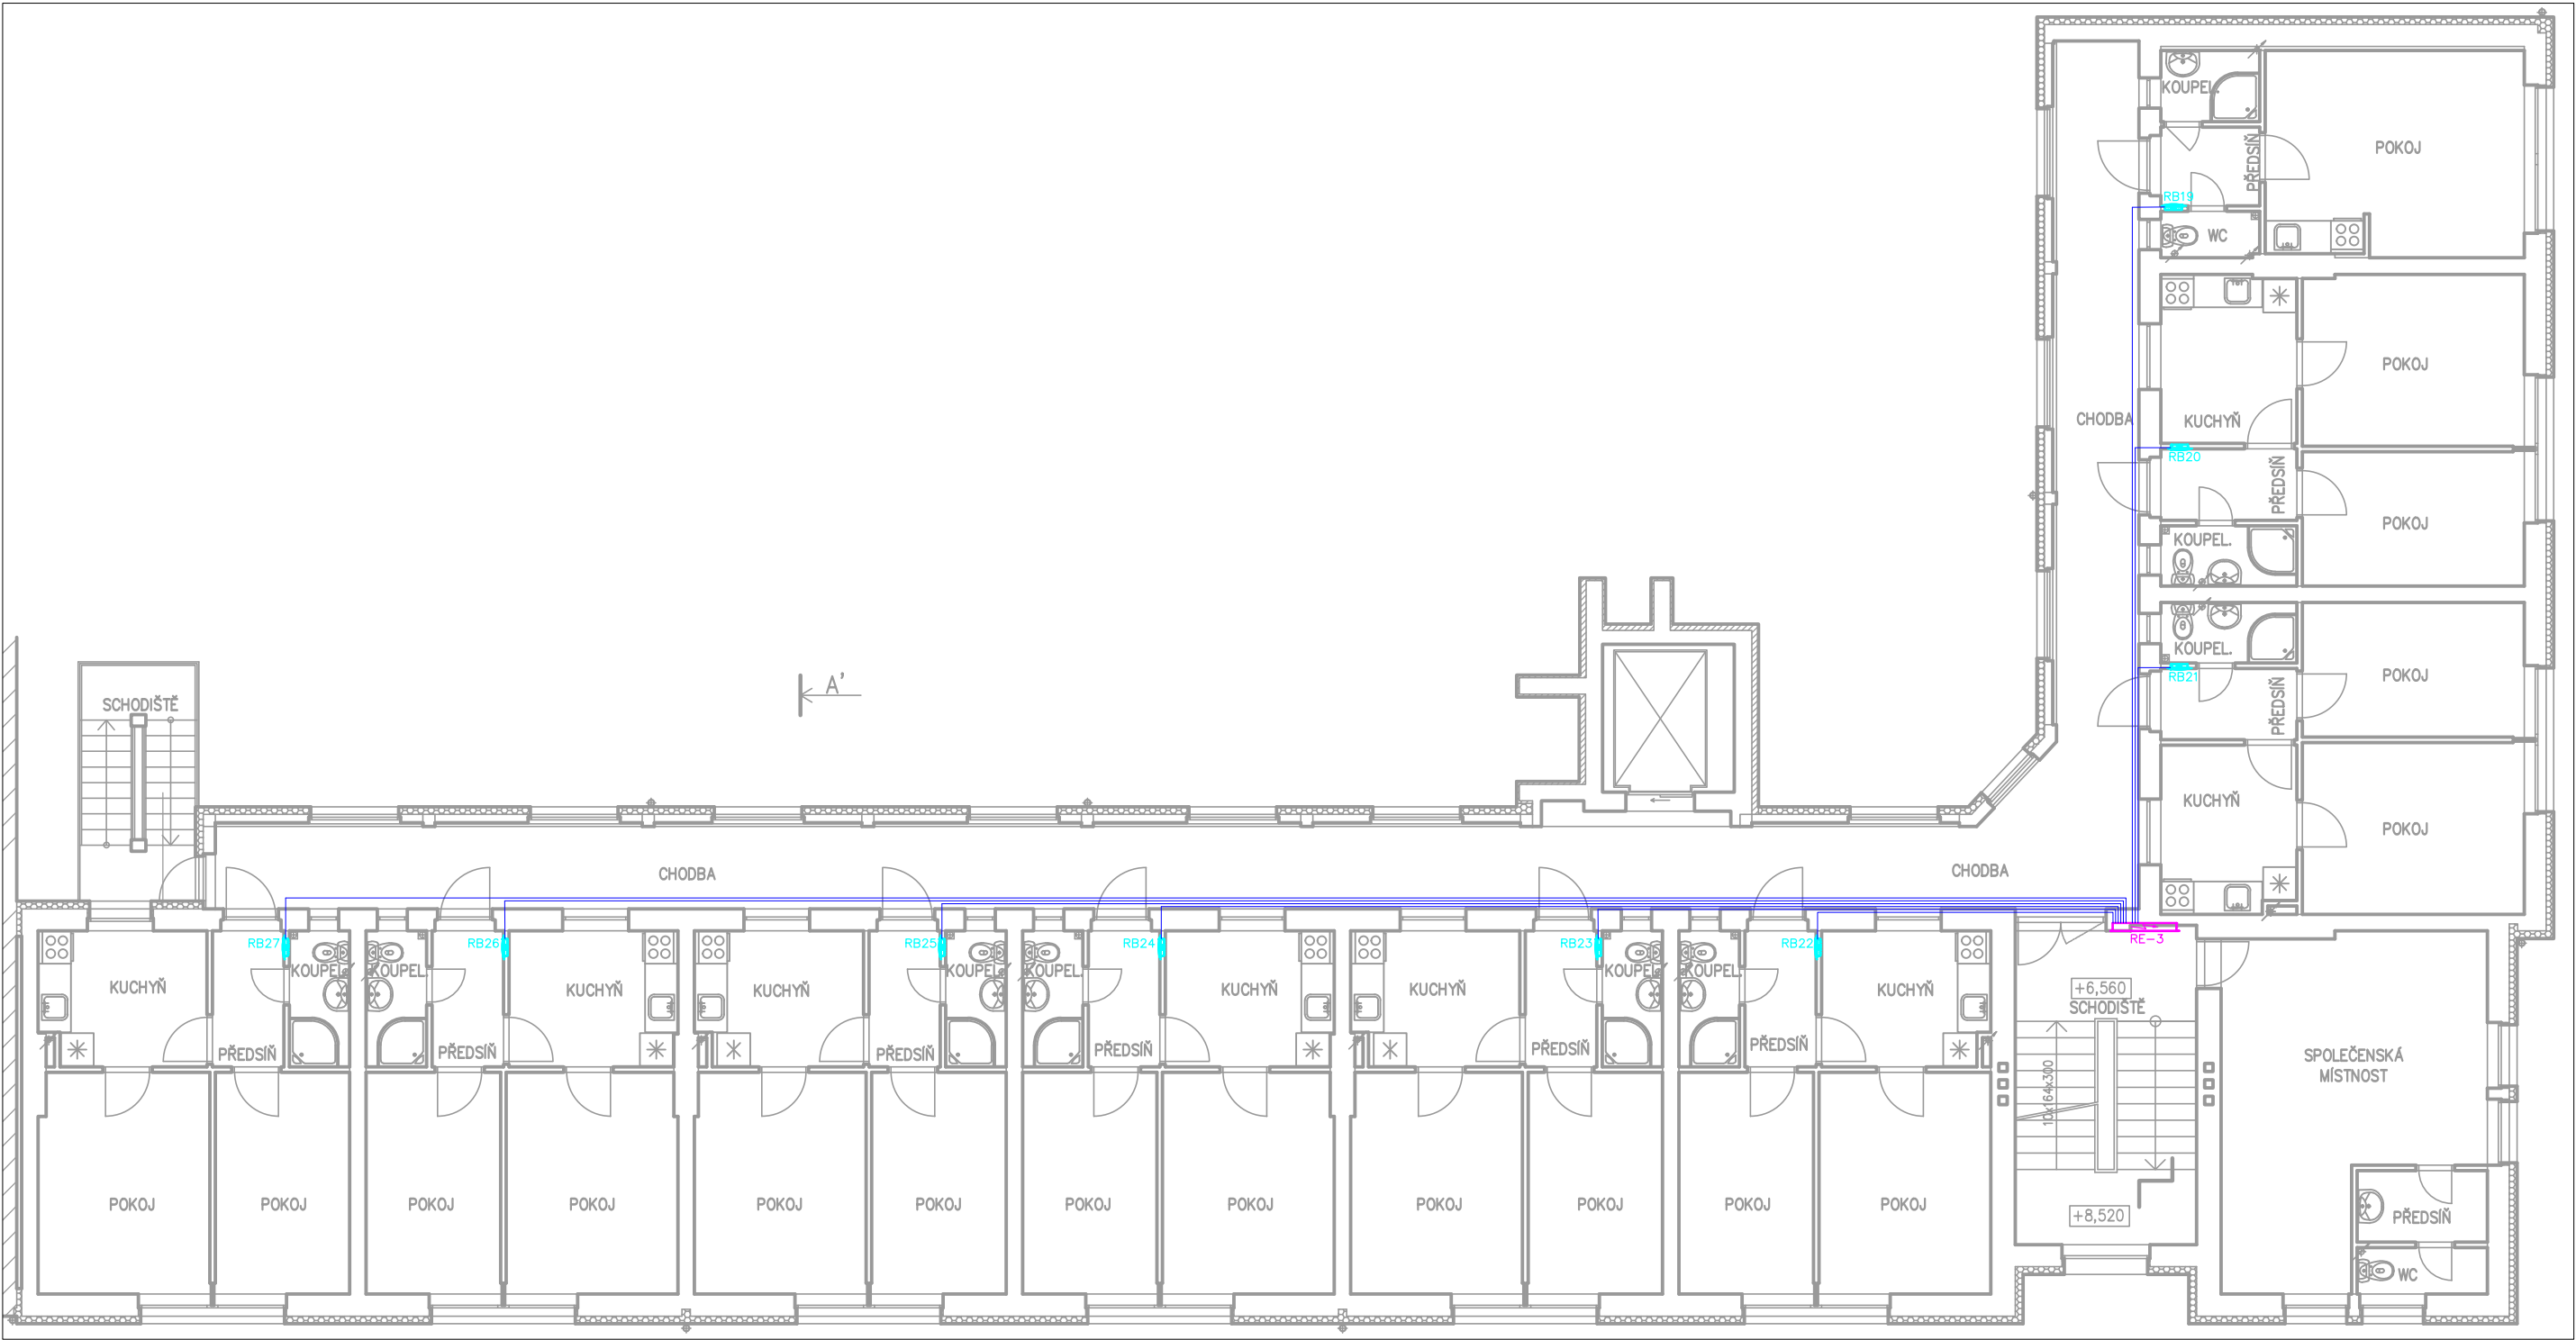 KOUPEL.
POKOJ
PŘEDSÍŇ
RB19
WC
POKOJ
CHODBA
KUCHYŇ
RB20
PŘEDSÍŇ
POKOJ
KOUPEL.
KOUPEL.
RB21
POKOJ
PŘEDSÍŇ
A'
SCHODIŠTĚ
KUCHYŇ
POKOJ
CHODBA
CHODBA
RB27
RB26
RB25
RB24
RB23
RB22
RE-3
KOUPEL.
KOUPEL.
KOUPEL.
KOUPEL.
KOUPEL.
KOUPEL.
KUCHYŇ
KUCHYŇ
KUCHYŇ
KUCHYŇ
KUCHYŇ
KUCHYŇ
+6,560
SCHODIŠTĚ
PŘEDSÍŇ
PŘEDSÍŇ
PŘEDSÍŇ
PŘEDSÍŇ
PŘEDSÍŇ
PŘEDSÍŇ
10x164x300
SPOLEČENSKÁ
MÍSTNOST
POKOJ
POKOJ
POKOJ
POKOJ
POKOJ
POKOJ
POKOJ
POKOJ
POKOJ
POKOJ
POKOJ
POKOJ
+8,520
PŘEDSÍŇ
WC